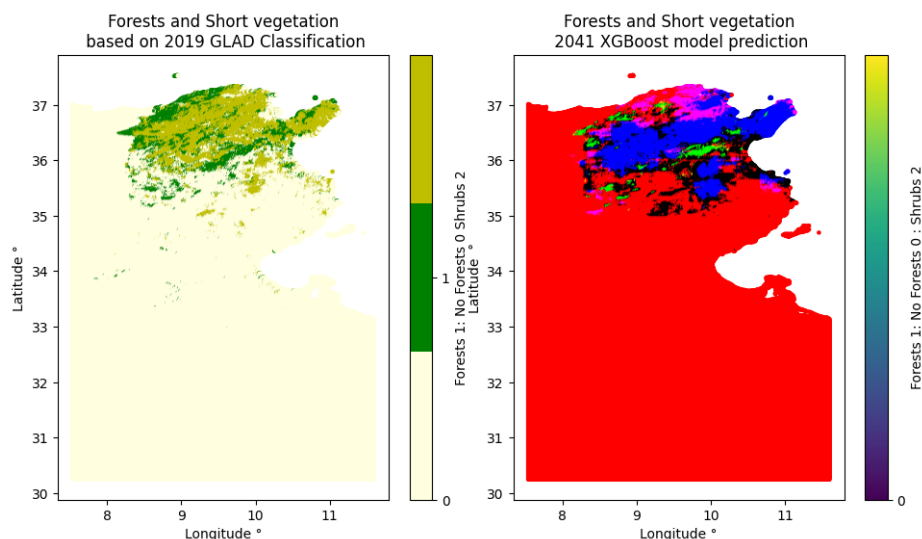 Forests and Short vegetation
based on 2019 GLAD Classification
37
36
35
34
33
32
31
30
Latitude °
8
9
10
11
Longitude °
1
0
Forests 1: No Forests 0 Shrubs 2
Forests and Short vegetation
2041 XGBoost model prediction
37
36
35
34
33
32
31
30
Latitude °
8
9
10
11
Longitude °
0
Forests 1: No Forests 0 : Shrubs 2